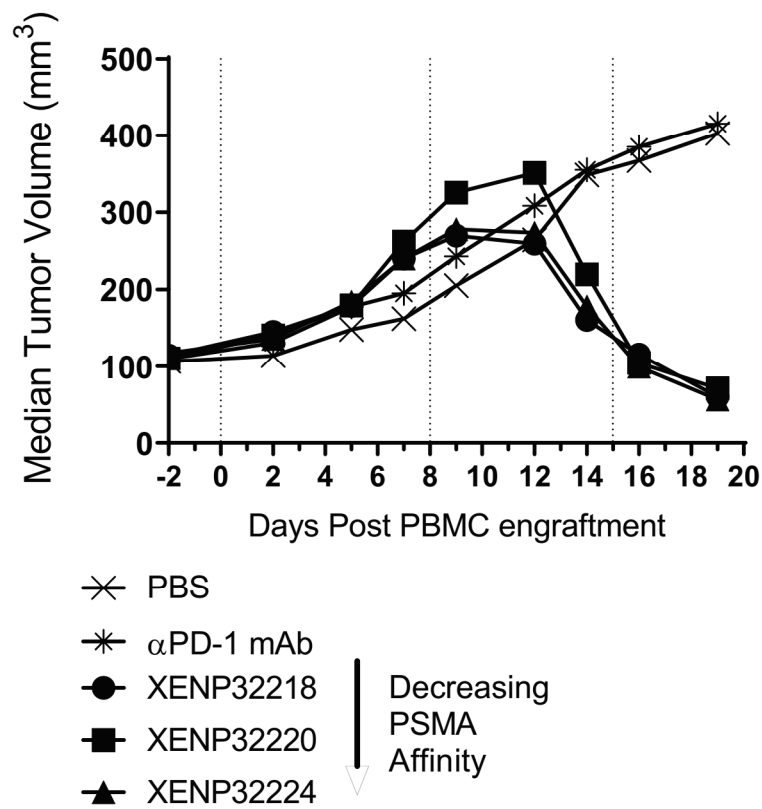 Median Tumor Volume (mm³)
500
400
300
200
100
0
-2 0 2 4 6 8 10 12 14 16 18 20
Days Post PBMC engraftment
PBS
αPD-1 mAb
XENP32218
XENP32220
XENP32224
Decreasing
PSMA
Affinity